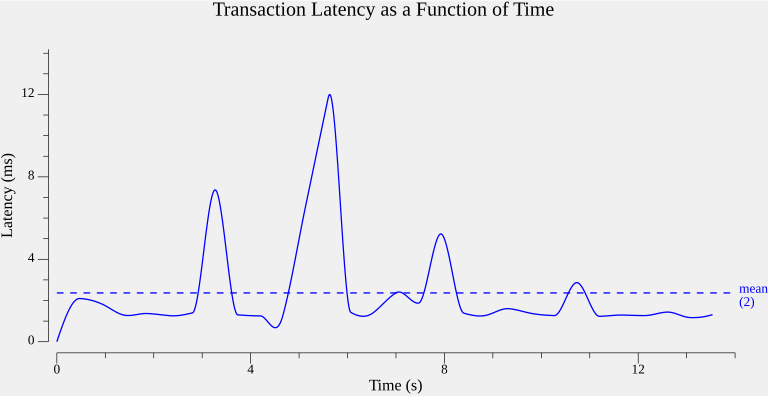 Transaction Latency as a Function of Time
12
8
4
0
Latency (ms)
mean
(2)
0
4
8
12
Time (s)